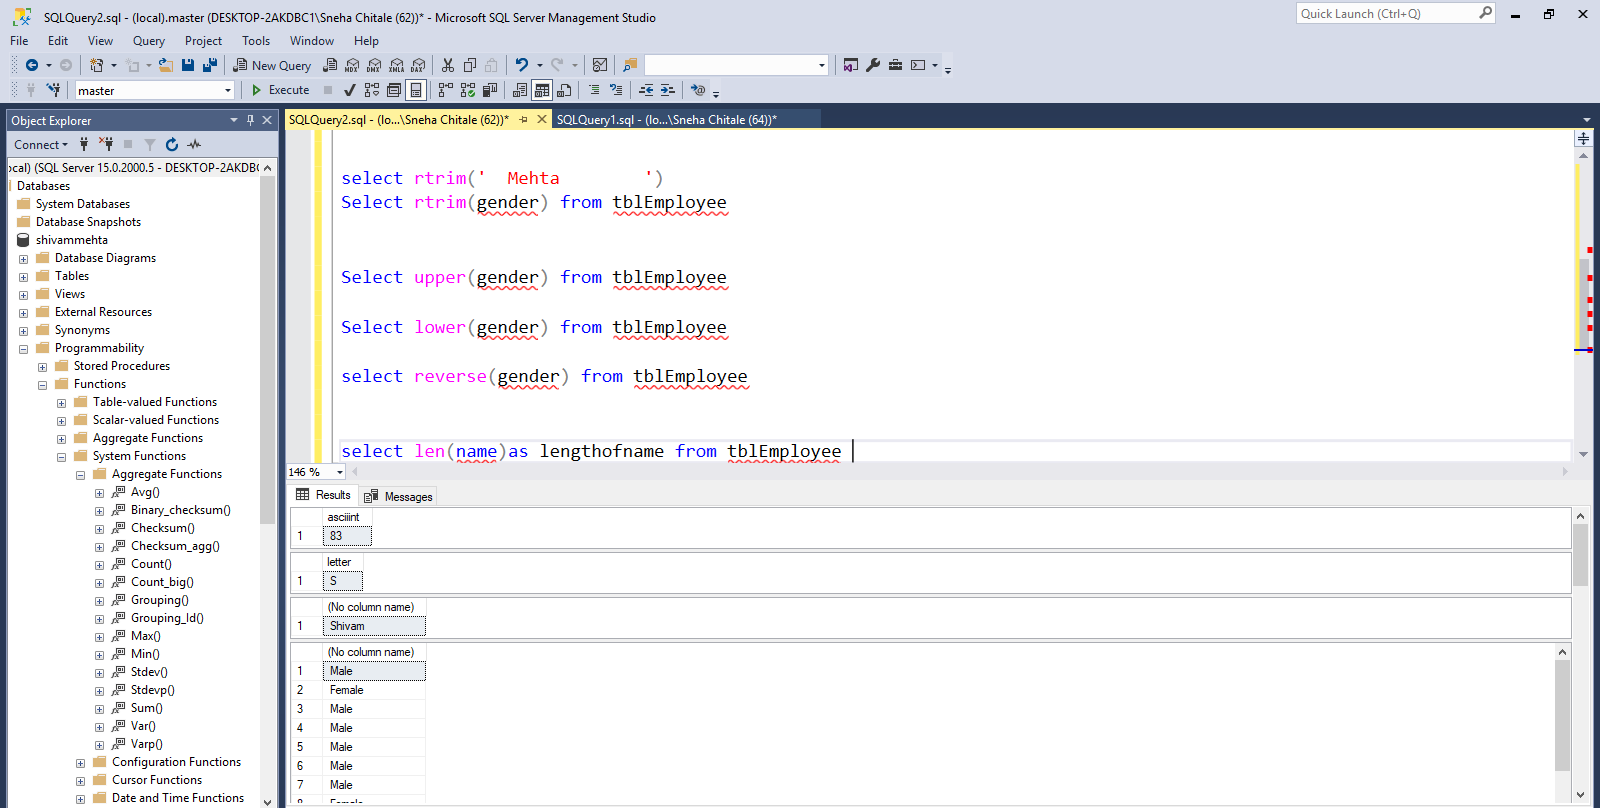 SQLQuery2.sql - (local).master (DESKTOP-2AKDBC1\Sneha Chitale (62))* - Microsoft SQL Server Management Studio
Quick Launch (Ctrl+Q)
File Edit View Query Project Tools Window Help
New Query MDX DMX XMLA DAX
master Execute
Object Explorer
SQLQuery2.sql - (lo...\Sneha Chitale (62))* SQLQuery1.sql - (lo...\Sneha Chitale (64))*
Connect
ocal) (SQL Server 15.0.2000.5 - DESKTOP-2AKDB
Databases
System Databases
Database Snapshots
shivammehta
Database Diagrams
Tables
Views
External Resources
Synonyms
Programmability
Stored Procedures
Functions
Table-valued Functions
Scalar-valued Functions
Aggregate Functions
System Functions
Aggregate Functions
Avg()
Binary_checksum()
Checksum()
Checksum_agg()
Count()
Count_big()
Grouping()
Grouping_Id()
Max()
Min()
Stdev()
Stdevp()
Sum()
Var()
Varp()
Configuration Functions
Cursor Functions
Date and Time Functions
select rtrim('  Mehta        ')
Select rtrim(gender) from tblEmployee
Select upper(gender) from tblEmployee
Select lower(gender) from tblEmployee
select reverse(gender) from tblEmployee
select len(name)as lengthofname from tblEmployee
146 %
Results Messages
asciiint
1 83
letter
1 S
(No column name)
1 Shivam
(No column name)
1 Male
2 Female
3 Male
4 Male
5 Male
6 Male
7 Male
8 Female